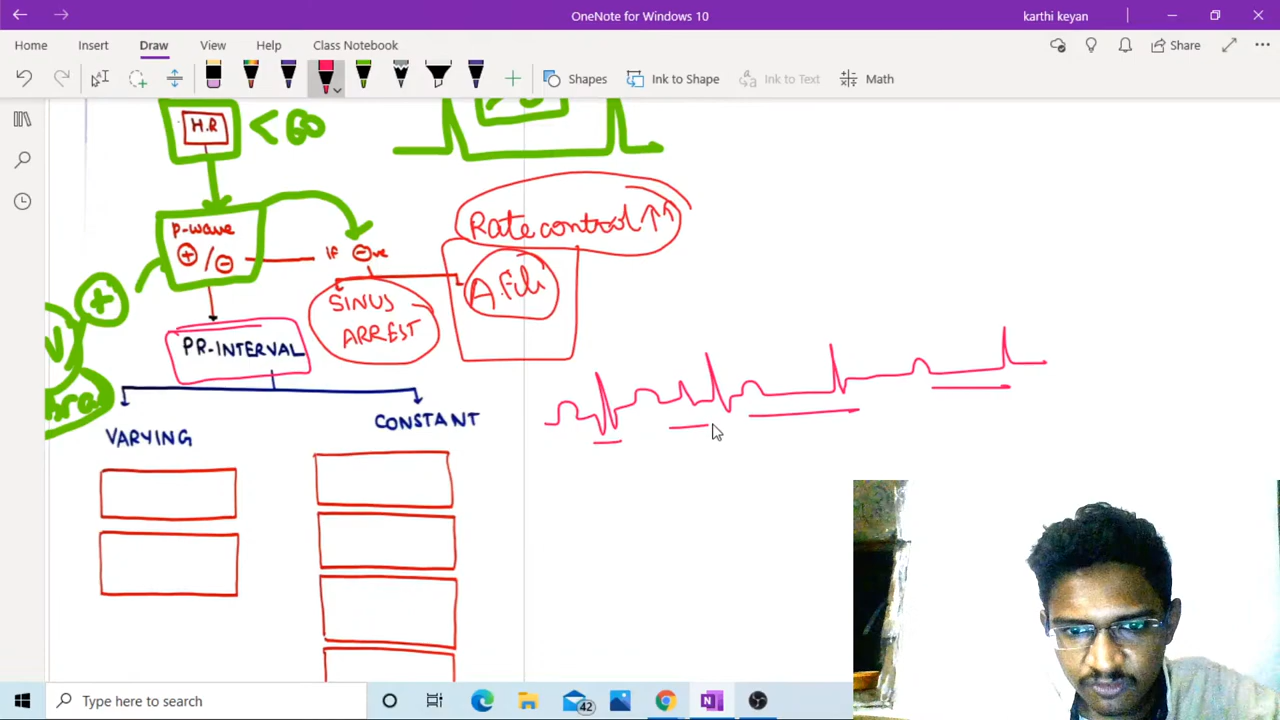 OneNote for Windows 10
karthi keyan
Home Insert Draw View Help Class Notebook
Share
Shapes Ink to Shape Ink to Text Math
H.R <60
Rate control ↑↑
P-wave
⊕/⊖ IF ⊖ve
A.Fib
+
SINUS
ARREST
PR-INTERVAL
VARYING
CONSTANT
Type here to search
42